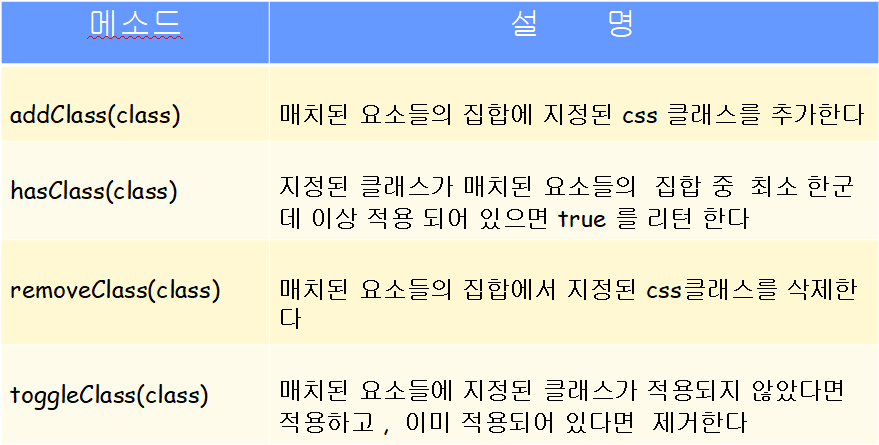 메소드 설 명
addClass(class) 매치된 요소들의 집합에 지정된 css 클래스를 추가한다
hasClass(class) 지정된 클래스가 매치된 요소들의 집합 중 최소 한군
데 이상 적용 되어 있으면 true 를 리턴 한다
removeClass(class) 매치된 요소들의 집합에서 지정된 css클래스를 삭제한
다
toggleClass(class) 매치된 요소들에 지정된 클래스가 적용되지 않았다면
적용하고 , 이미 적용되어 있다면 제거한다